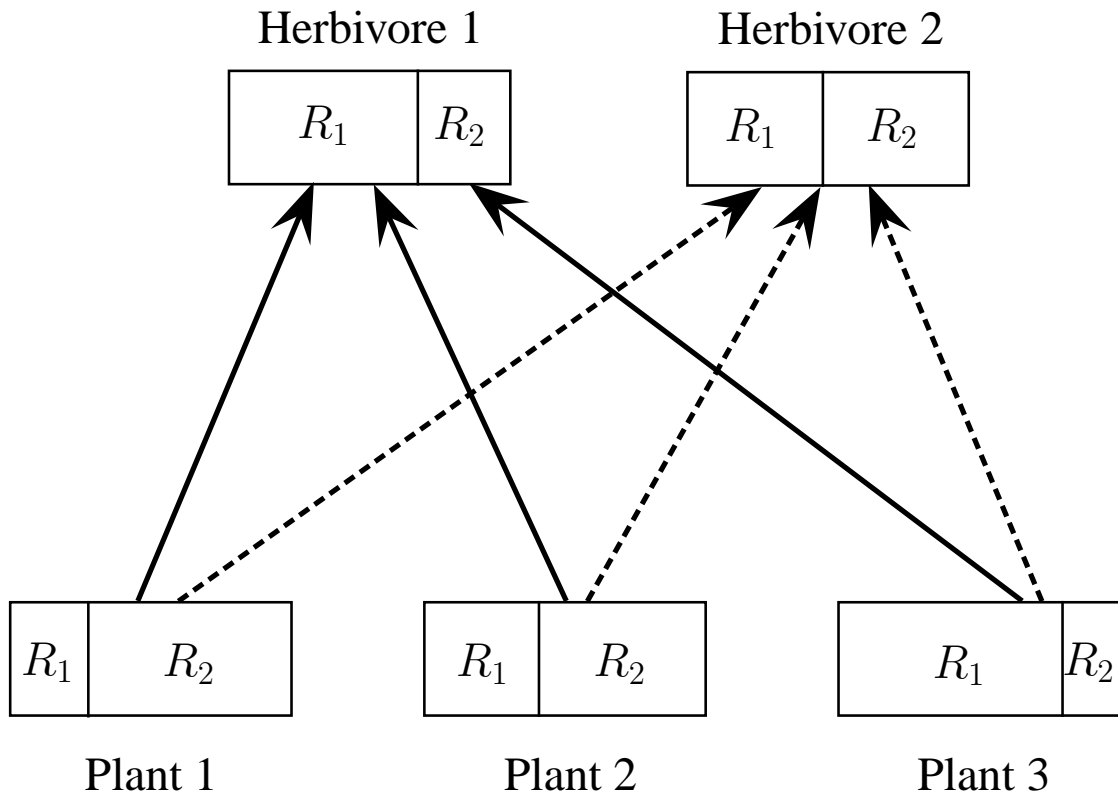 Herbivore 1 Herbivore 2
R₁ R₂ R₁ R₂
R₁ R₂ R₁ R₂ R₁ R₂
Plant 1 Plant 2 Plant 3